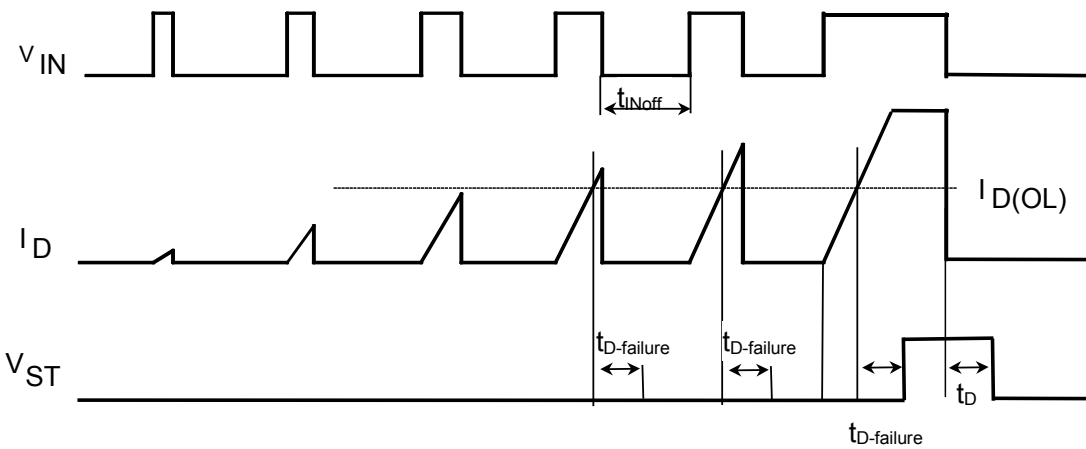 VIN
tINoff
ID(OL)
ID
tD-failure
tD-failure
VST
tD
tD-failure